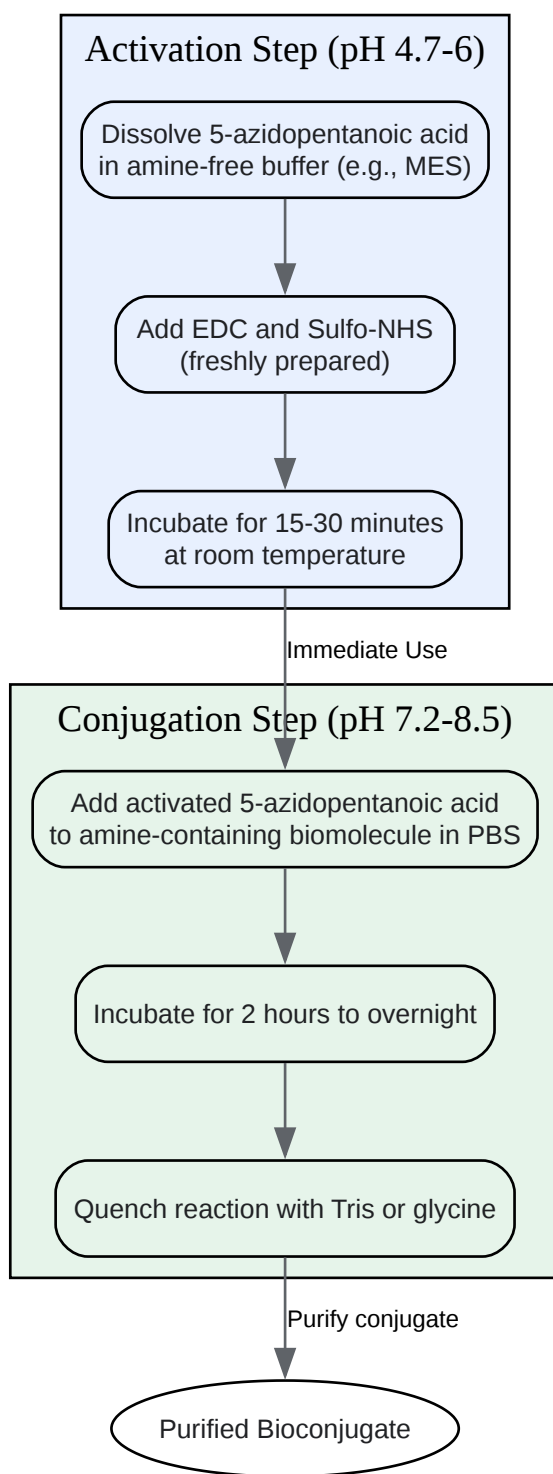 Activation Step (pH 4.7-6)
Dissolve 5-azidopentanoic acid
in amine-free buffer (e.g., MES)
Add EDC and Sulfo-NHS
(freshly prepared)
Incubate for 15-30 minutes
at room temperature
Immediate Use
Conjugation Step (pH 7.2-8.5)
Add activated 5-azidopentanoic acid
to amine-containing biomolecule in PBS
Incubate for 2 hours to overnight
Quench reaction with Tris or glycine
Purify conjugate
Purified Bioconjugate